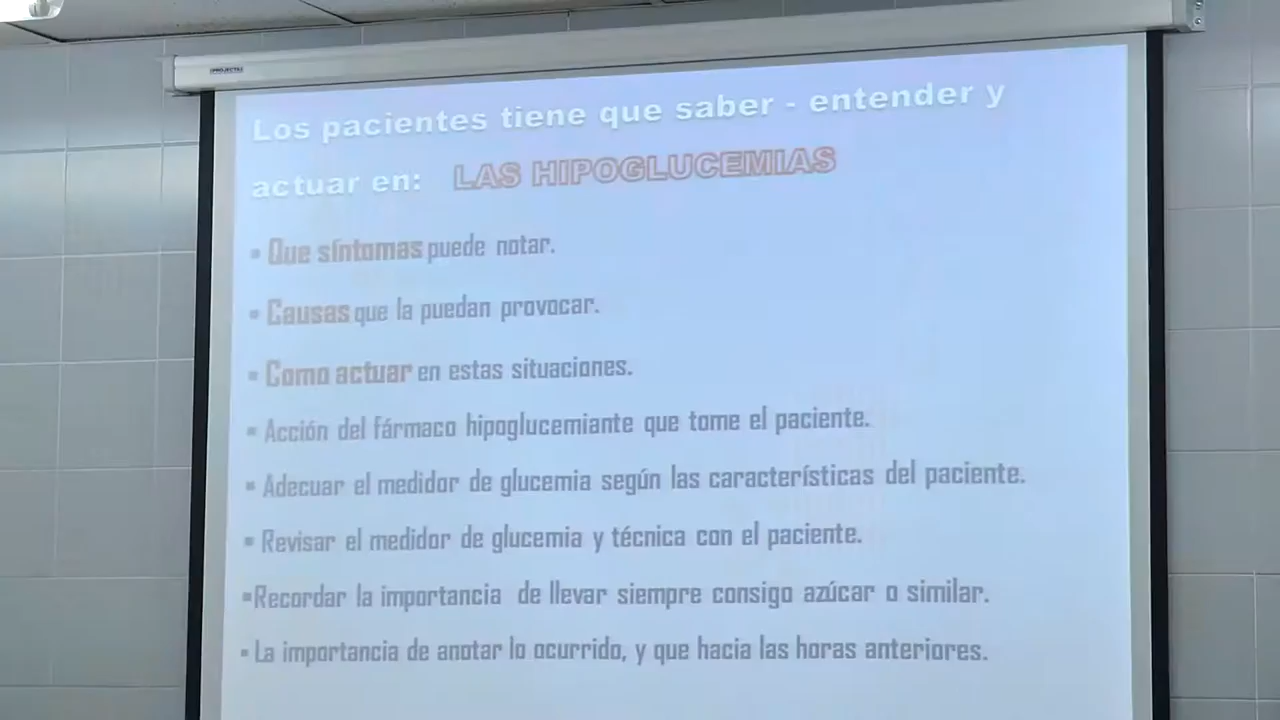 PROJECTA
Los pacientes tiene que saber - entender y
actuar en: LAS HIPOGLUCEMIAS
▪ Que síntomas puede notar.
▪ Causas que la puedan provocar.
▪ Como actuar en estas situaciones.
▪ Acción del fármaco hipoglucemiante que tome el paciente.
▪ Adecuar el medidor de glucemia según las características del paciente.
▪ Revisar el medidor de glucemia y técnica con el paciente.
▪Recordar la importancia de llevar siempre consigo azúcar o similar.
▪ La importancia de anotar lo ocurrido, y que hacia las horas anteriores.